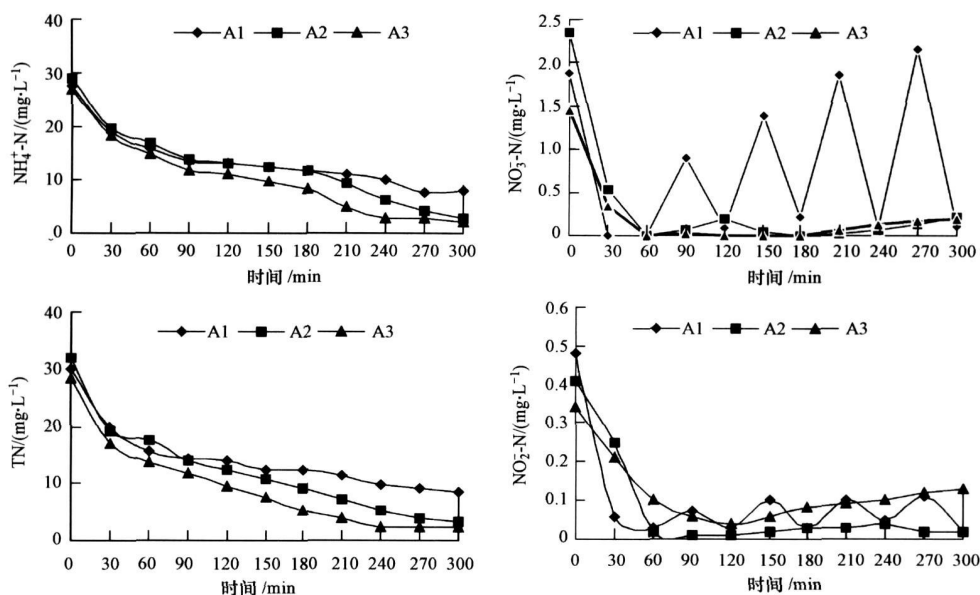 40
30
20
10
0
NH₄⁺-N/(mg·L⁻¹)
A1 A2 A3
0 30 60 90 120 150 180 210 240 270 300
时间 /min
2.5
2.0
1.5
1.0
0.5
0
NO₃⁻-N/(mg·L⁻¹)
A1 A2 A3
0 30 60 90 120 150 180 210 240 270 300
时间 /min
40
30
20
10
0
TN/(mg·L⁻¹)
A1 A2 A3
0 30 60 90 120 150 180 210 240 270 300
时间 /min
0.6
0.5
0.4
0.3
0.2
0.1
0
NO₂⁻-N/(mg·L⁻¹)
A1 A2 A3
0 30 60 90 120 150 180 210 240 270 300
时间 /min